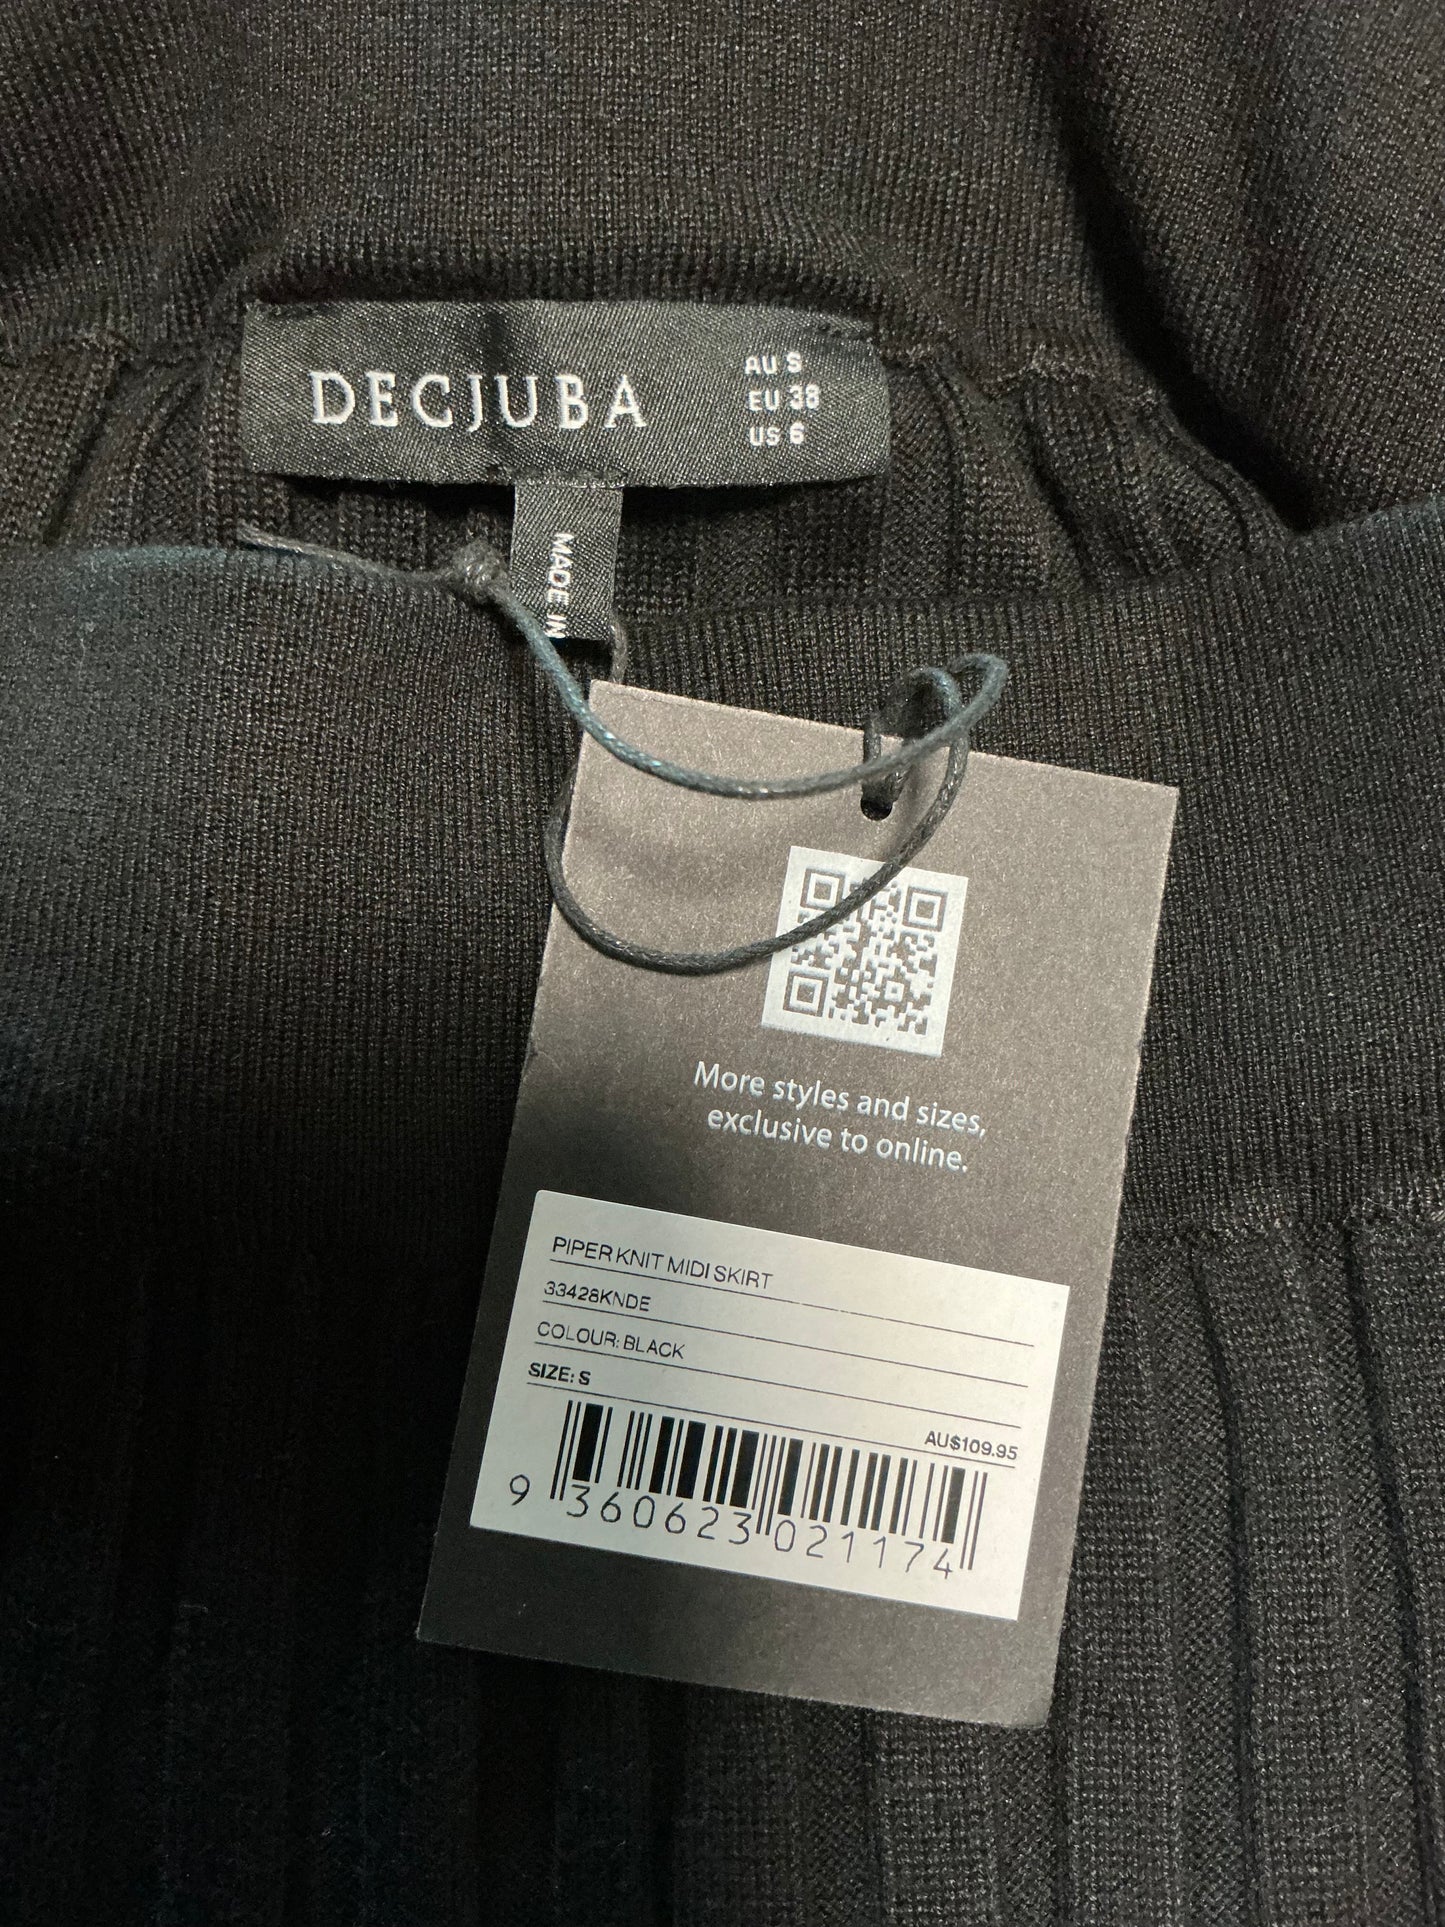 DECJUBA
AU S
EU 38
US 6
MADE IN
More styles and sizes,
exclusive to online.
PIPER KNIT MIDI SKIRT
33428KNDE
COLOUR: BLACK
SIZE: S
AU$109.95
9 360623 021174